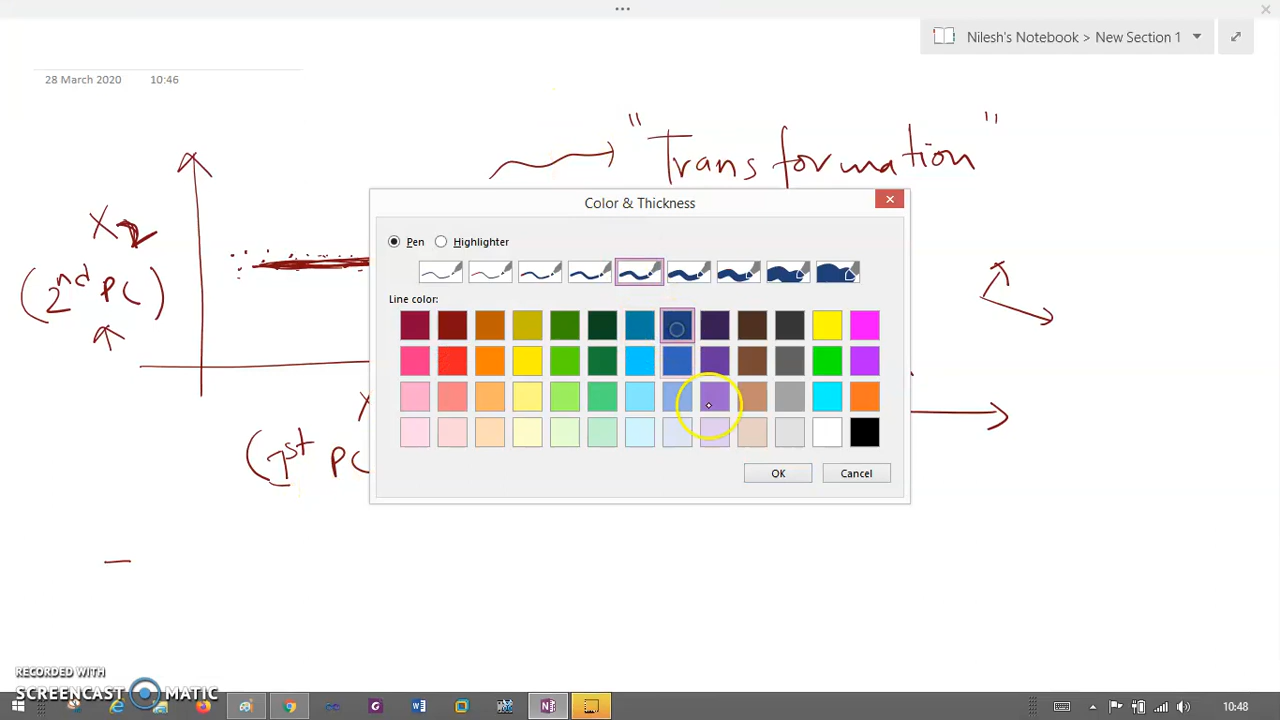 Nilesh's Notebook > New Section 1
28 March 2020 10:46
"Transformation"
X2
(2nd PC)
X
(1st PC
Color & Thickness
Pen Highlighter
Line color:
OK Cancel
RECORDED WITH
SCREENCAST MATIC
10:48